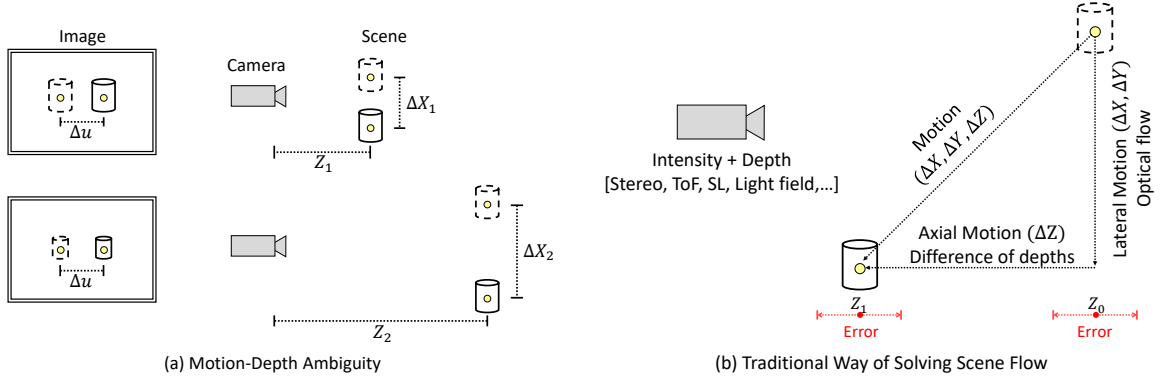 Image
Scene
Camera
Δu
ΔX₁
Z₁
Δu
ΔX₂
Z₂
(a) Motion-Depth Ambiguity
Intensity + Depth
[Stereo, ToF, SL, Light field,...]
Motion
(ΔX, ΔY, ΔZ)
Lateral Motion (ΔX, ΔY)
Optical flow
Axial Motion (ΔZ)
Difference of depths
Z₁
Z₀
Error
Error
(b) Traditional Way of Solving Scene Flow